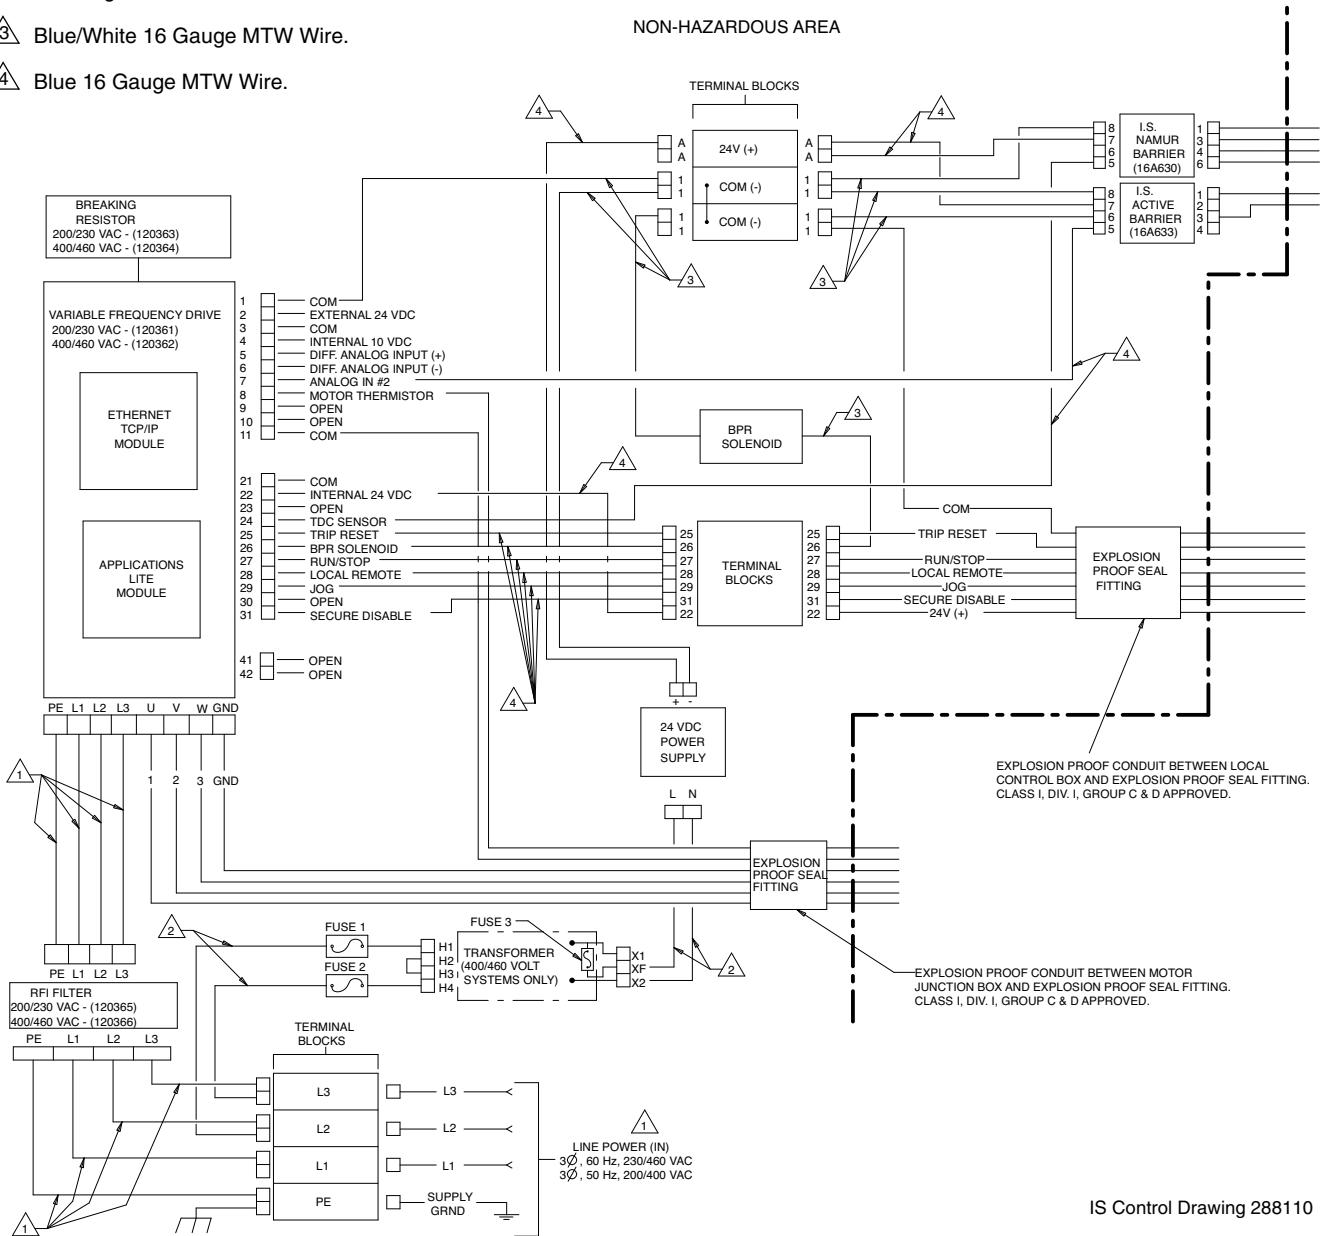 3 Blue/White 16 Gauge MTW Wire.
4 Blue 16 Gauge MTW Wire.
NON-HAZARDOUS AREA
TERMINAL BLOCKS
4
4
A
A
24V (+)
A
A
1
1
COM (-)
1
1
1
1
COM (-)
1
1
8
7
6
5
I.S.
NAMUR
BARRIER
(16A630)
1
3
4
6
8
7
6
5
I.S.
ACTIVE
BARRIER
(16A633)
1
2
3
4
3
3
BREAKING
RESISTOR
200/230 VAC - (120363)
400/460 VAC - (120364)
VARIABLE FREQUENCY DRIVE
200/230 VAC - (120361)
400/460 VAC - (120362)
ETHERNET
TCP/IP
MODULE
APPLICATIONS
LITE
MODULE
1 COM
2 EXTERNAL 24 VDC
3 COM
4 INTERNAL 10 VDC
5 DIFF. ANALOG INPUT (+)
6 DIFF. ANALOG INPUT (-)
7 ANALOG IN #2
8 MOTOR THERMISTOR
9 OPEN
10 OPEN
11 COM
21 COM
22 INTERNAL 24 VDC
23 OPEN
24 TDC SENSOR
25 TRIP RESET
26 BPR SOLENOID
27 RUN/STOP
28 LOCAL REMOTE
29 JOG
30 OPEN
31 SECURE DISABLE
41 OPEN
42 OPEN
4
3
BPR
SOLENOID
4
25
26
27
28
29
31
22
TERMINAL
BLOCKS
25
26
27
28
29
31
22
COM
TRIP RESET
RUN/STOP
LOCAL REMOTE
JOG
SECURE DISABLE
24V (+)
EXPLOSION
PROOF SEAL
FITTING
4
+ -
24 VDC
POWER
SUPPLY
L N
EXPLOSION PROOF CONDUIT BETWEEN LOCAL
CONTROL BOX AND EXPLOSION PROOF SEAL FITTING.
CLASS I, DIV. I, GROUP C & D APPROVED.
PE L1 L2 L3 U V W GND
1
1 2 3 GND
EXPLOSION
PROOF SEAL
FITTING
2
FUSE 1
FUSE 2
H1
H2
H3
H4
FUSE 3
TRANSFORMER
(400/460 VOLT
SYSTEMS ONLY)
X1
XF
X2
2
EXPLOSION PROOF CONDUIT BETWEEN MOTOR
JUNCTION BOX AND EXPLOSION PROOF SEAL FITTING.
CLASS I, DIV. I, GROUP C & D APPROVED.
PE L1 L2 L3
RFI FILTER
200/230 VAC - (120365)
400/460 VAC - (120366)
PE L1 L2 L3
TERMINAL
BLOCKS
L3 L3
L2 L2
L1 L1
PE SUPPLY
GRND
1
LINE POWER (IN)
3Ø, 60 Hz, 230/460 VAC
3Ø, 50 Hz, 200/400 VAC
1
IS Control Drawing 288110